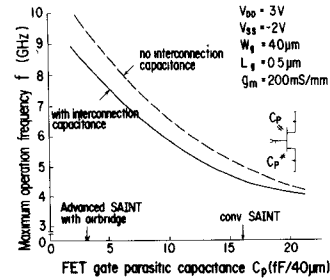 Maximum operation frequency f (GHz)
10
9
8
7
6
5
4
3
2
0
0
5
10
15
20
FET gate parasitic capacitance Cp(fF/40μm)
no interconnection
capacitance
with interconnection
capacitance
Advanced SAINT
with airbridge
conv SAINT
VDD = 3V
VSS = -2V
Wg = 40μm
Lg = 0.5μm
gm = 200mS/mm
CP
CP